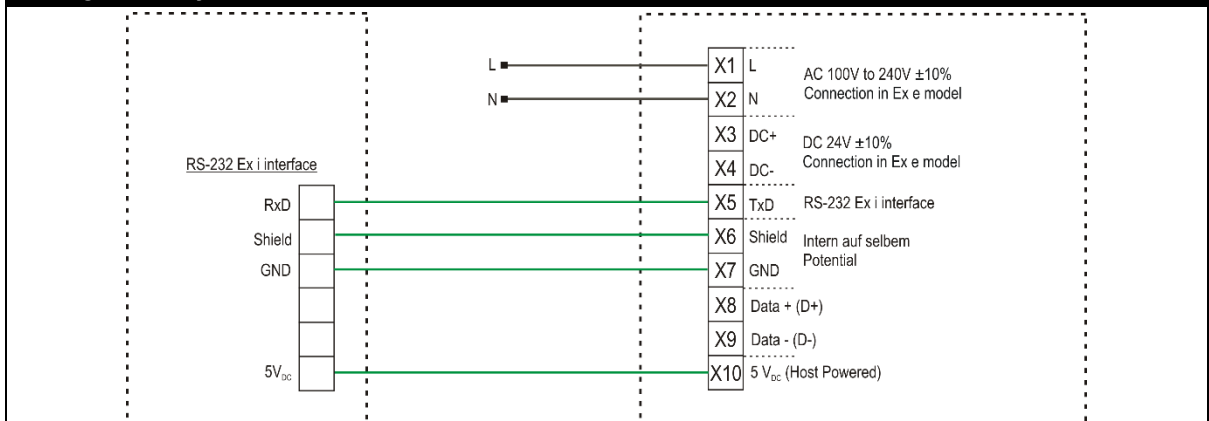 L
N
X1 L
X2 N
AC 100V to 240V ±10%
Connection in Ex e model
X3 DC+
X4 DC-
DC 24V ±10%
Connection in Ex e model
RS-232 Ex i interface
RxD
X5 TxD
RS-232 Ex i interface
Shield
X6 Shield
GND
X7 GND
Intern auf selbem
Potential
X8 Data + (D+)
X9 Data - (D-)
5VDC
X10 5 VDC (Host Powered)